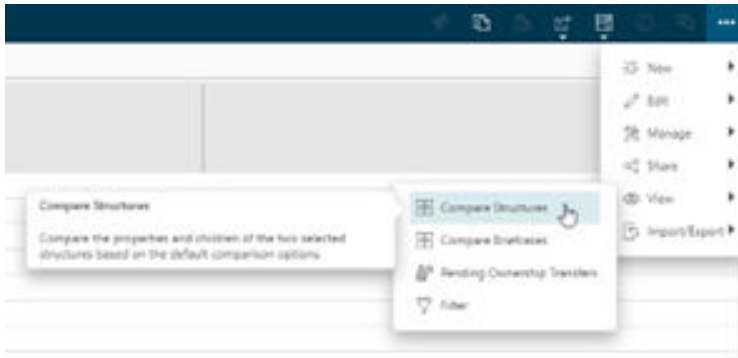 New
Edit
Manage
Share
View
Import/Export
Compare Structures
Compare the properties and children of the two selected
structures based on the default comparison options.
Compare Structures
Compare Briefcases
Pending Ownership Transfers
Filter